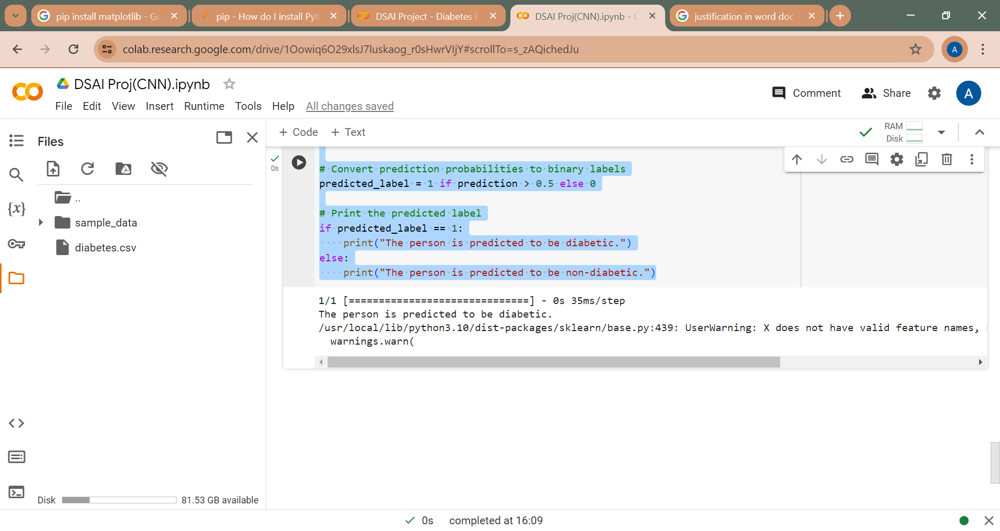 pip install matplotlib - Go
pip - How do I install Pyt
DSAI Project - Diabetes P
DSAI Proj(CNN).ipynb - C
justification in word doc
colab.research.google.com/drive/1Oowiq6O29xlsJ7luskaog_r0sHwrVIjY#scrollTo=s_zAQichedJu
A
DSAI Proj(CNN).ipynb
File Edit View Insert Runtime Tools Help All changes saved
Comment
Share
A
Files
+ Code + Text
RAM
Disk
..
sample_data
diabetes.csv
{x}
0s
# Convert prediction probabilities to binary labels
predicted_label = 1 if prediction > 0.5 else 0
# Print the predicted label
if predicted_label == 1:
    print("The person is predicted to be diabetic.")
else:
    print("The person is predicted to be non-diabetic.")
1/1 [==============================] - 0s 35ms/step
The person is predicted to be diabetic.
/usr/local/lib/python3.10/dist-packages/sklearn/base.py:439: UserWarning: X does not have valid feature names,
  warnings.warn(
Disk 81.53 GB available
0s completed at 16:09